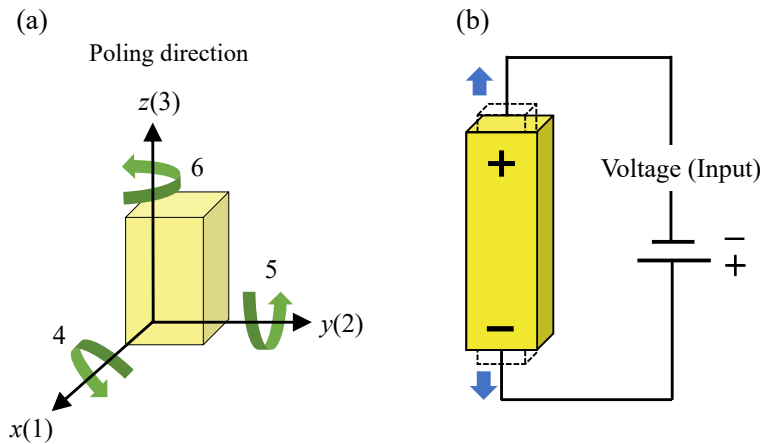 (a)
Poling direction
z(3)
6
5
4
y(2)
x(1)
(b)
+
Voltage (Input)
−
+
−